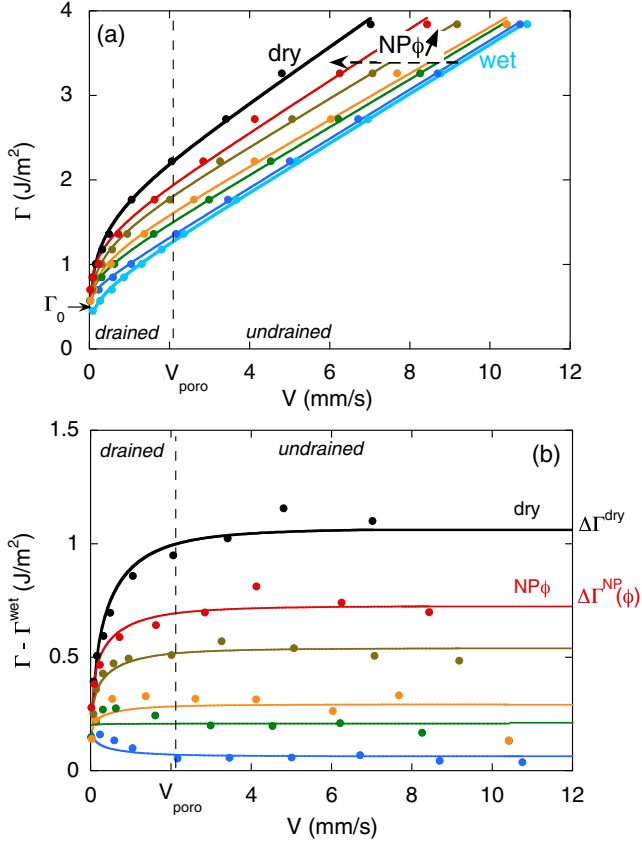 (a)
dry
NPϕ
wet
Γ (J/m²)
4
3
2
1
0
Γ₀
drained
undrained
0
2
4
6
8
10
12
V_poro
V (mm/s)
(b)
drained
undrained
dry
ΔΓ^dry
NPϕ
ΔΓ^NP(ϕ)
Γ - Γ^wet (J/m²)
1.5
1
0.5
0
0
2
4
6
8
10
12
V_poro
V (mm/s)